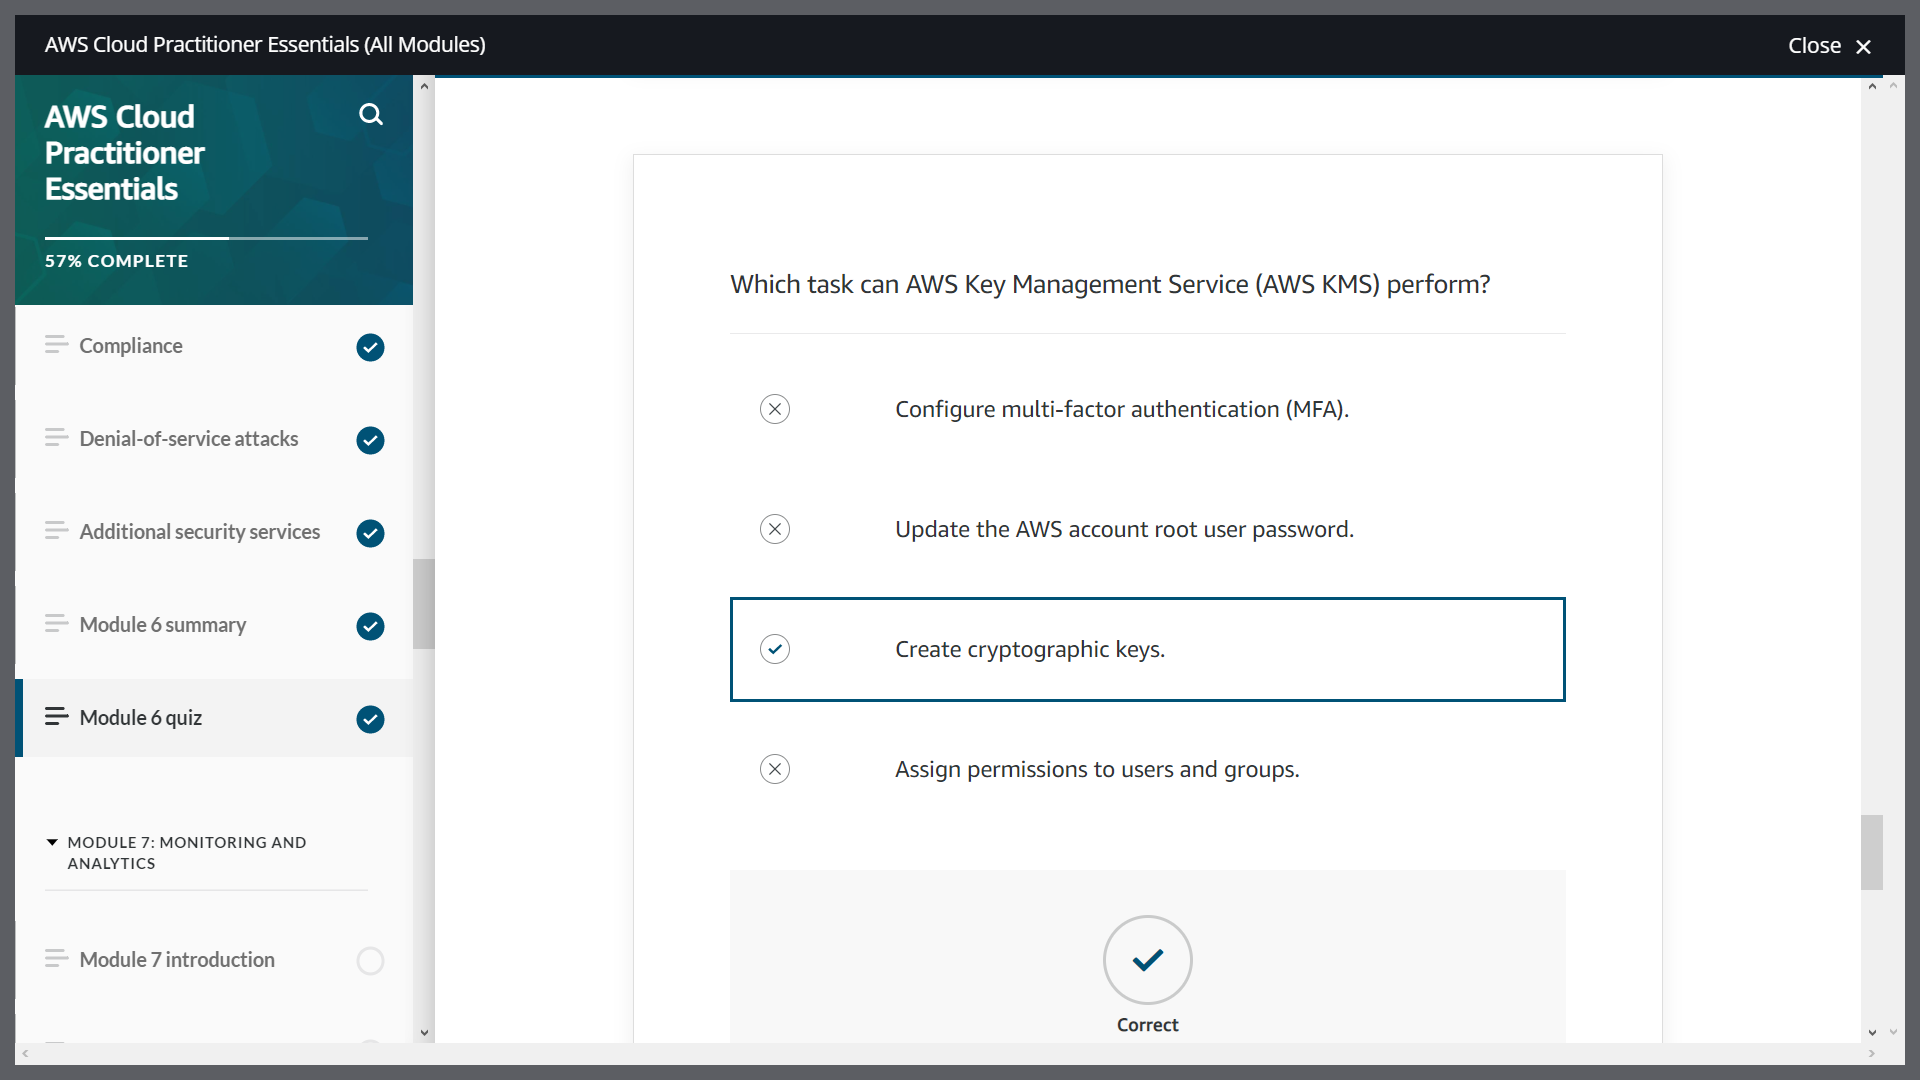 AWS Cloud Practitioner Essentials (All Modules)
Close
AWS Cloud
Practitioner
Essentials
57% COMPLETE
Compliance
Denial-of-service attacks
Additional security services
Module 6 summary
Module 6 quiz
MODULE 7: MONITORING AND
ANALYTICS
Module 7 introduction
Which task can AWS Key Management Service (AWS KMS) perform?
Configure multi-factor authentication (MFA).
Update the AWS account root user password.
Create cryptographic keys.
Assign permissions to users and groups.
Correct